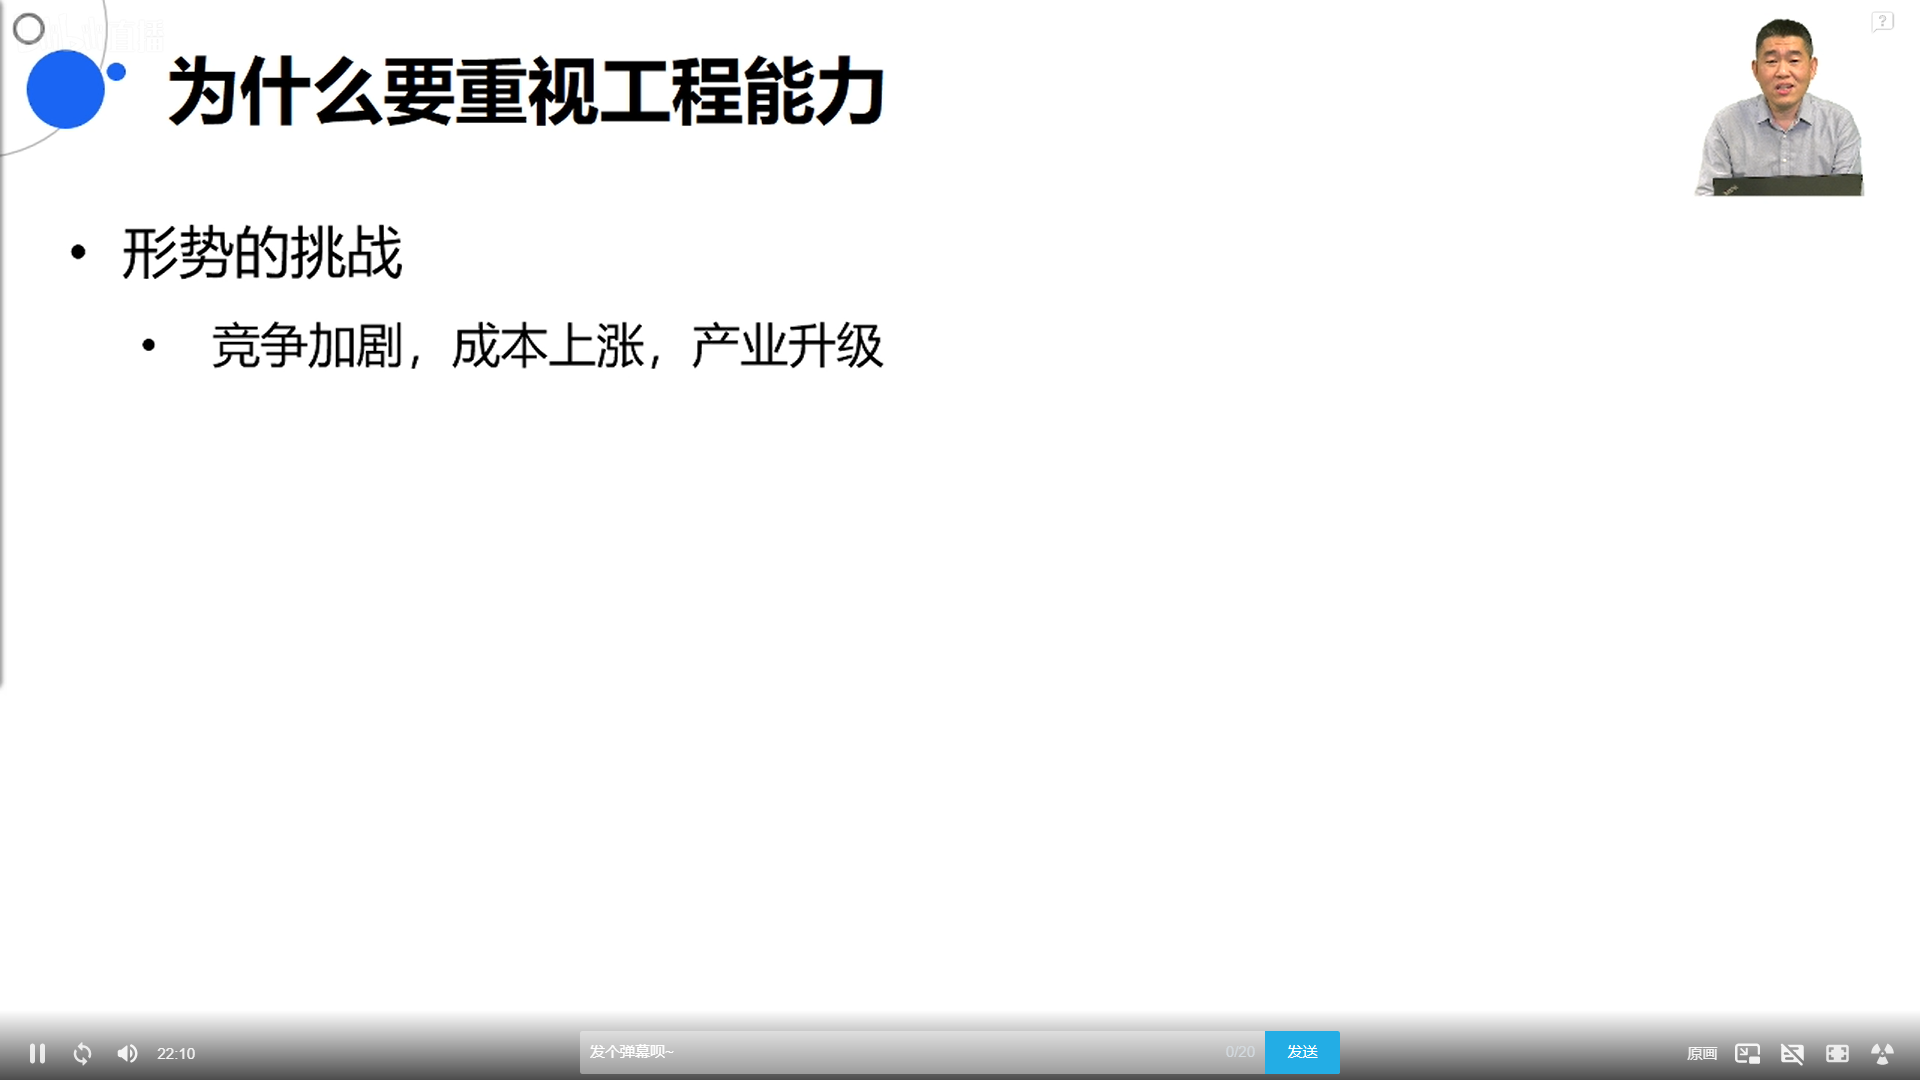 为什么要重视工程能力
• 形势的挑战
• 竞争加剧，成本上涨，产业升级
22:10
发个弹幕呗~
0/20
发送
原画